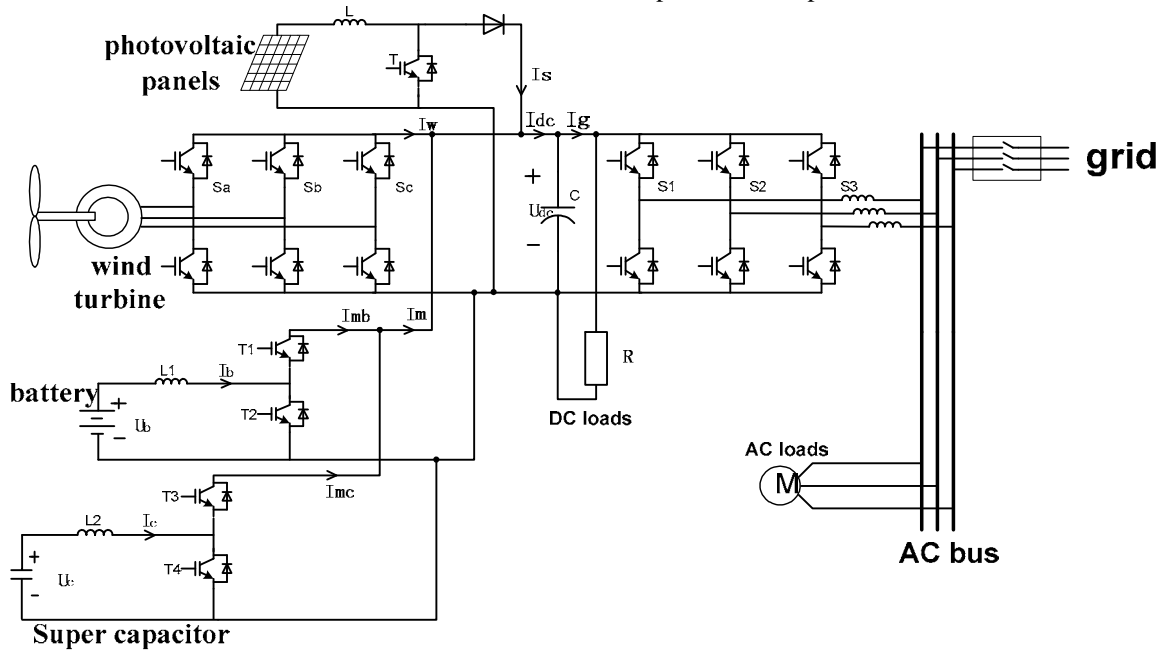 L
photovoltaic
panels
T
Is
Iw
Idc
Ig
Sa
Sb
Sc
+
Udc
−
C
S1
S2
S3
grid
wind
turbine
Imb
Im
T1
L1
Ib
battery
+
Ub
−
T2
R
DC loads
AC loads
M
Imc
T3
L2
Ic
+
Uc
-
T4
AC bus
Super capacitor